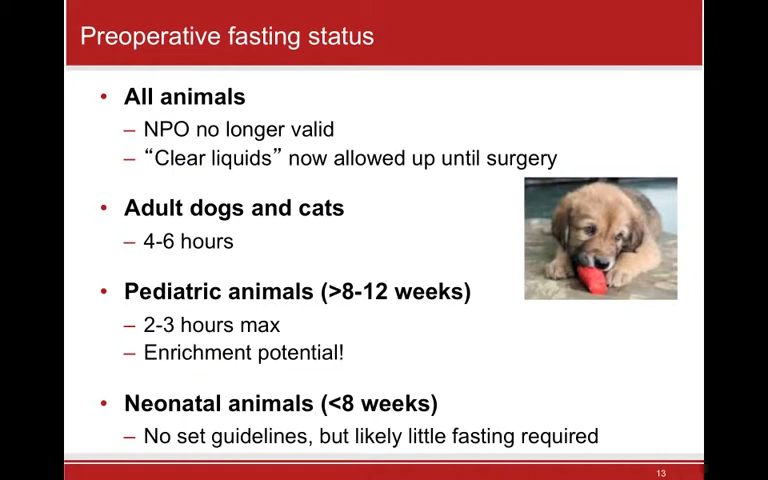 Preoperative fasting status
• All animals
– NPO no longer valid
– “Clear liquids” now allowed up until surgery
• Adult dogs and cats
– 4-6 hours
• Pediatric animals (>8-12 weeks)
– 2-3 hours max
– Enrichment potential!
• Neonatal animals (<8 weeks)
– No set guidelines, but likely little fasting required
13